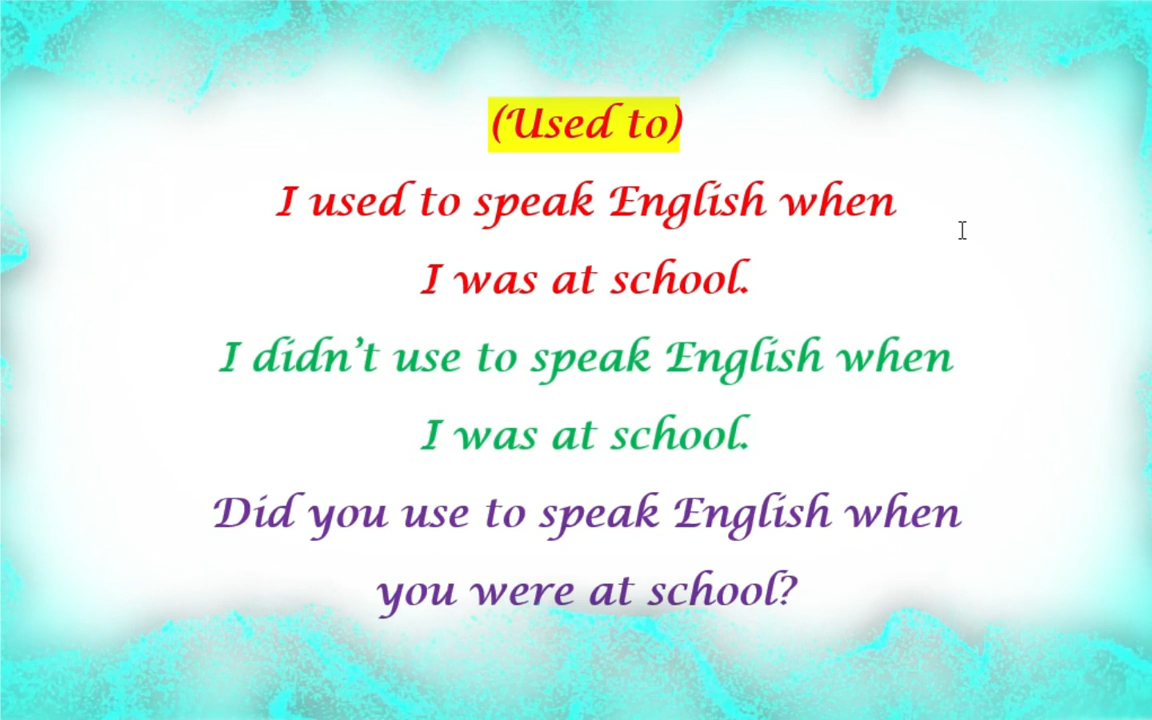 (Used to)
I used to speak English when
I was at school.
I didn't use to speak English when
I was at school.
Did you use to speak English when
you were at school?